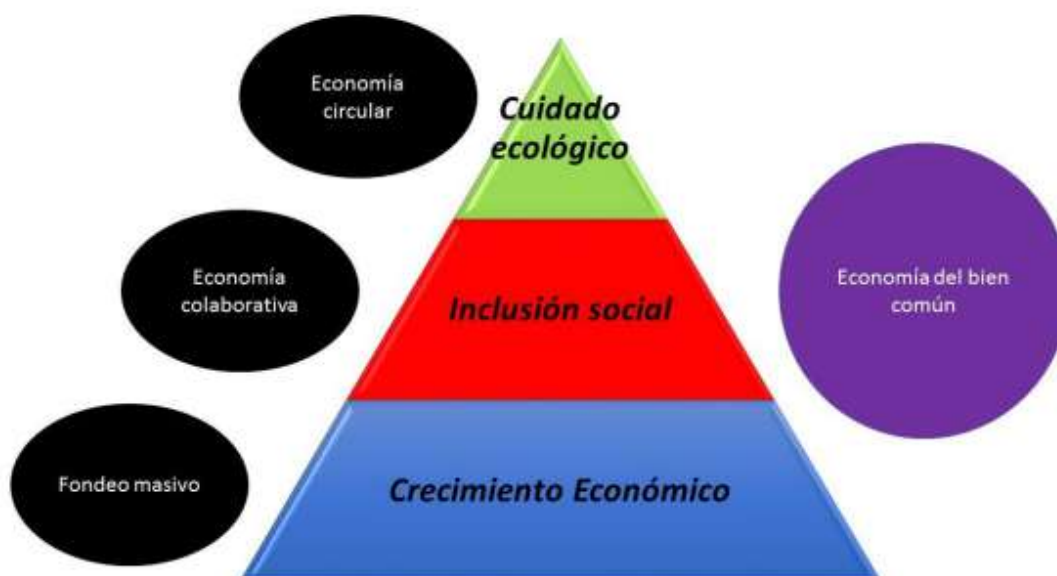 Economía
circular
Cuidado
ecológico
Economía
colaborativa
Inclusión social
Economía del bien
común
Fondeo masivo
Crecimiento Económico